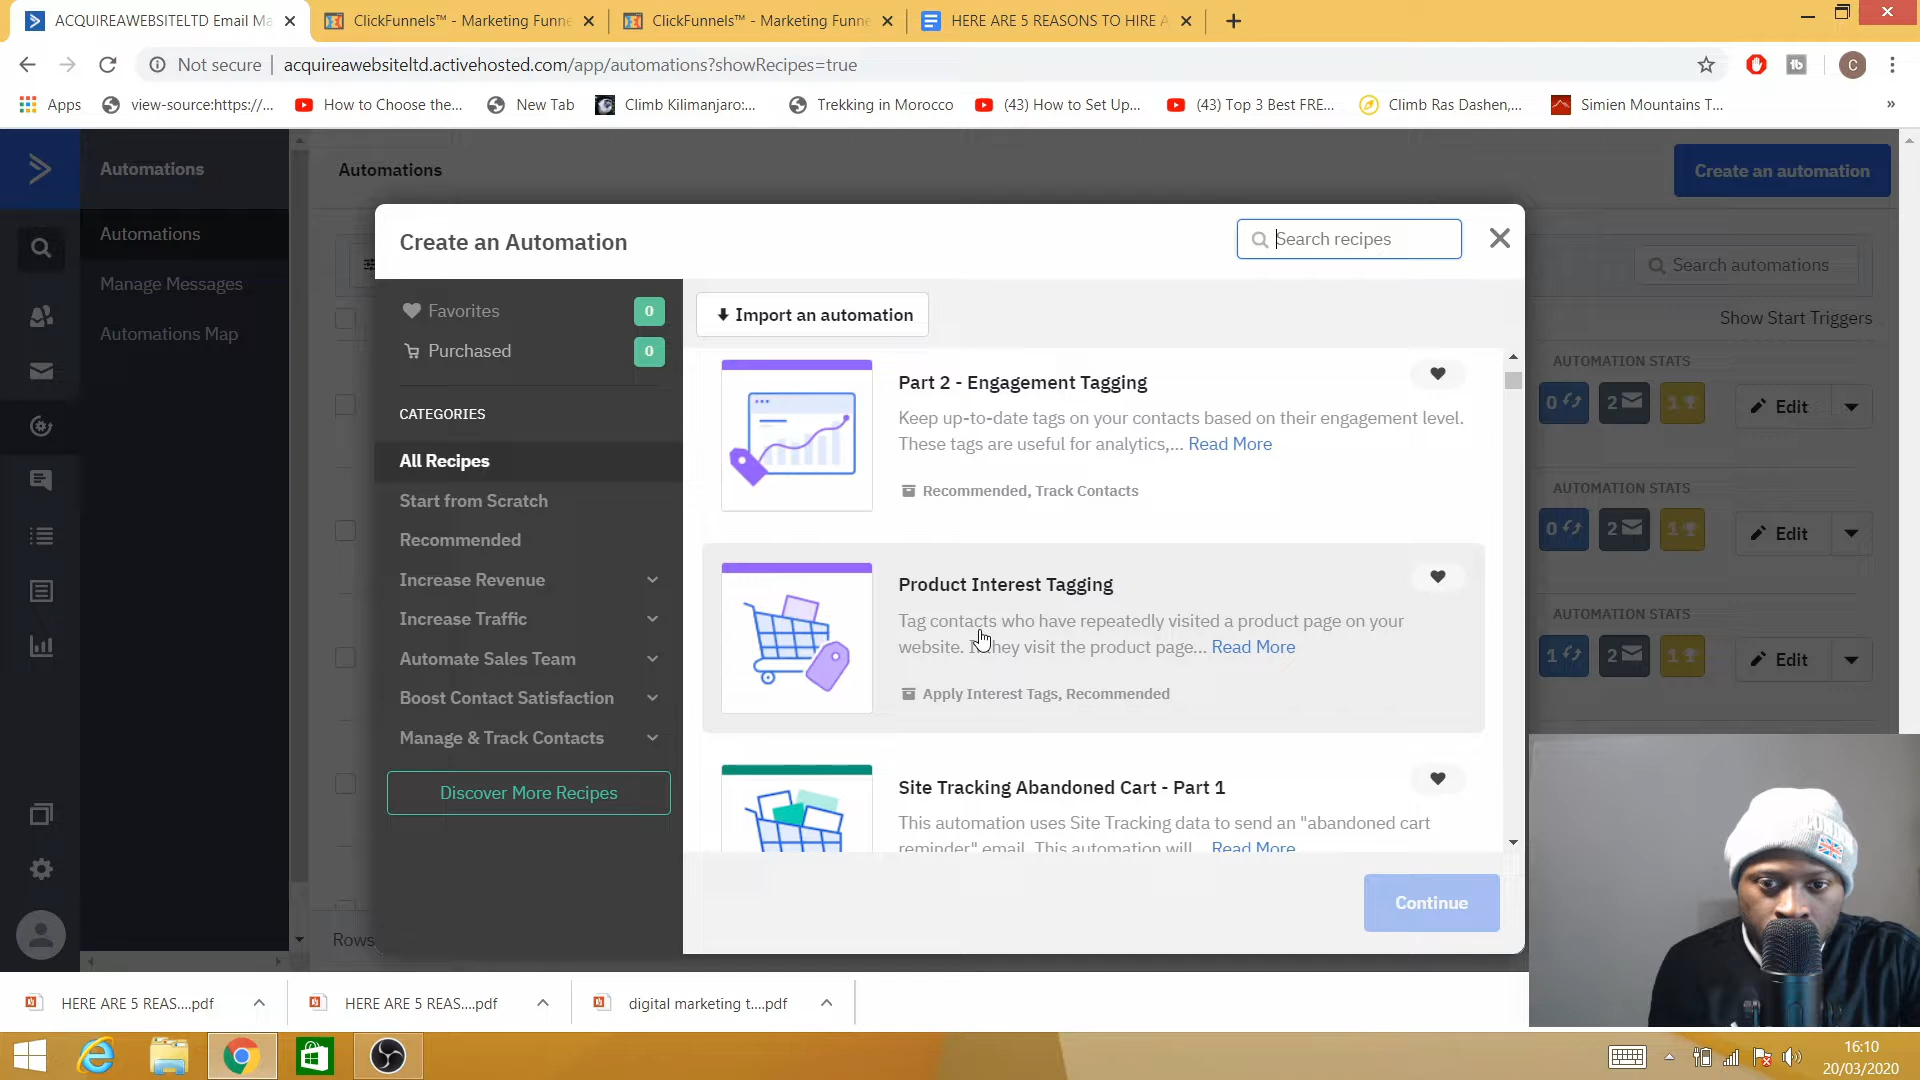 ACQUIREAWEBSITELTD Email Ma
ClickFunnels™ - Marketing Funne
ClickFunnels™ - Marketing Funne
HERE ARE 5 REASONS TO HIRE A
Not secure
acquireawebsiteltd.activehosted.com/app/automations?showRecipes=true
C
Apps
view-source:https://...
How to Choose the...
New Tab
Climb Kilimanjaro:...
Trekking in Morocco
(43) How to Set Up...
(43) Top 3 Best FRE...
Climb Ras Dashen,...
Simien Mountains T...
»
Automations
Automations
Manage Messages
Automations Map
Automations
Create an automation
Search automations
Show Start Triggers
Create an Automation
Search recipes
Favorites 0
Purchased 0
CATEGORIES
All Recipes
Start from Scratch
Recommended
Increase Revenue
Increase Traffic
Automate Sales Team
Boost Contact Satisfaction
Manage & Track Contacts
Discover More Recipes
Import an automation
Part 2 - Engagement Tagging
Keep up-to-date tags on your contacts based on their engagement level.
These tags are useful for analytics,... Read More
Recommended, Track Contacts
Product Interest Tagging
Tag contacts who have repeatedly visited a product page on your
website. they visit the product page... Read More
Apply Interest Tags, Recommended
Site Tracking Abandoned Cart - Part 1
This automation uses Site Tracking data to send an "abandoned cart
reminder" email. This automation will... Read More
Continue
AUTOMATION STATS
0 2 1 Edit
AUTOMATION STATS
0 2 1 Edit
AUTOMATION STATS
1 2 1 Edit
Rows
HERE ARE 5 REAS....pdf
HERE ARE 5 REAS....pdf
digital marketing t....pdf
16:10
20/03/2020